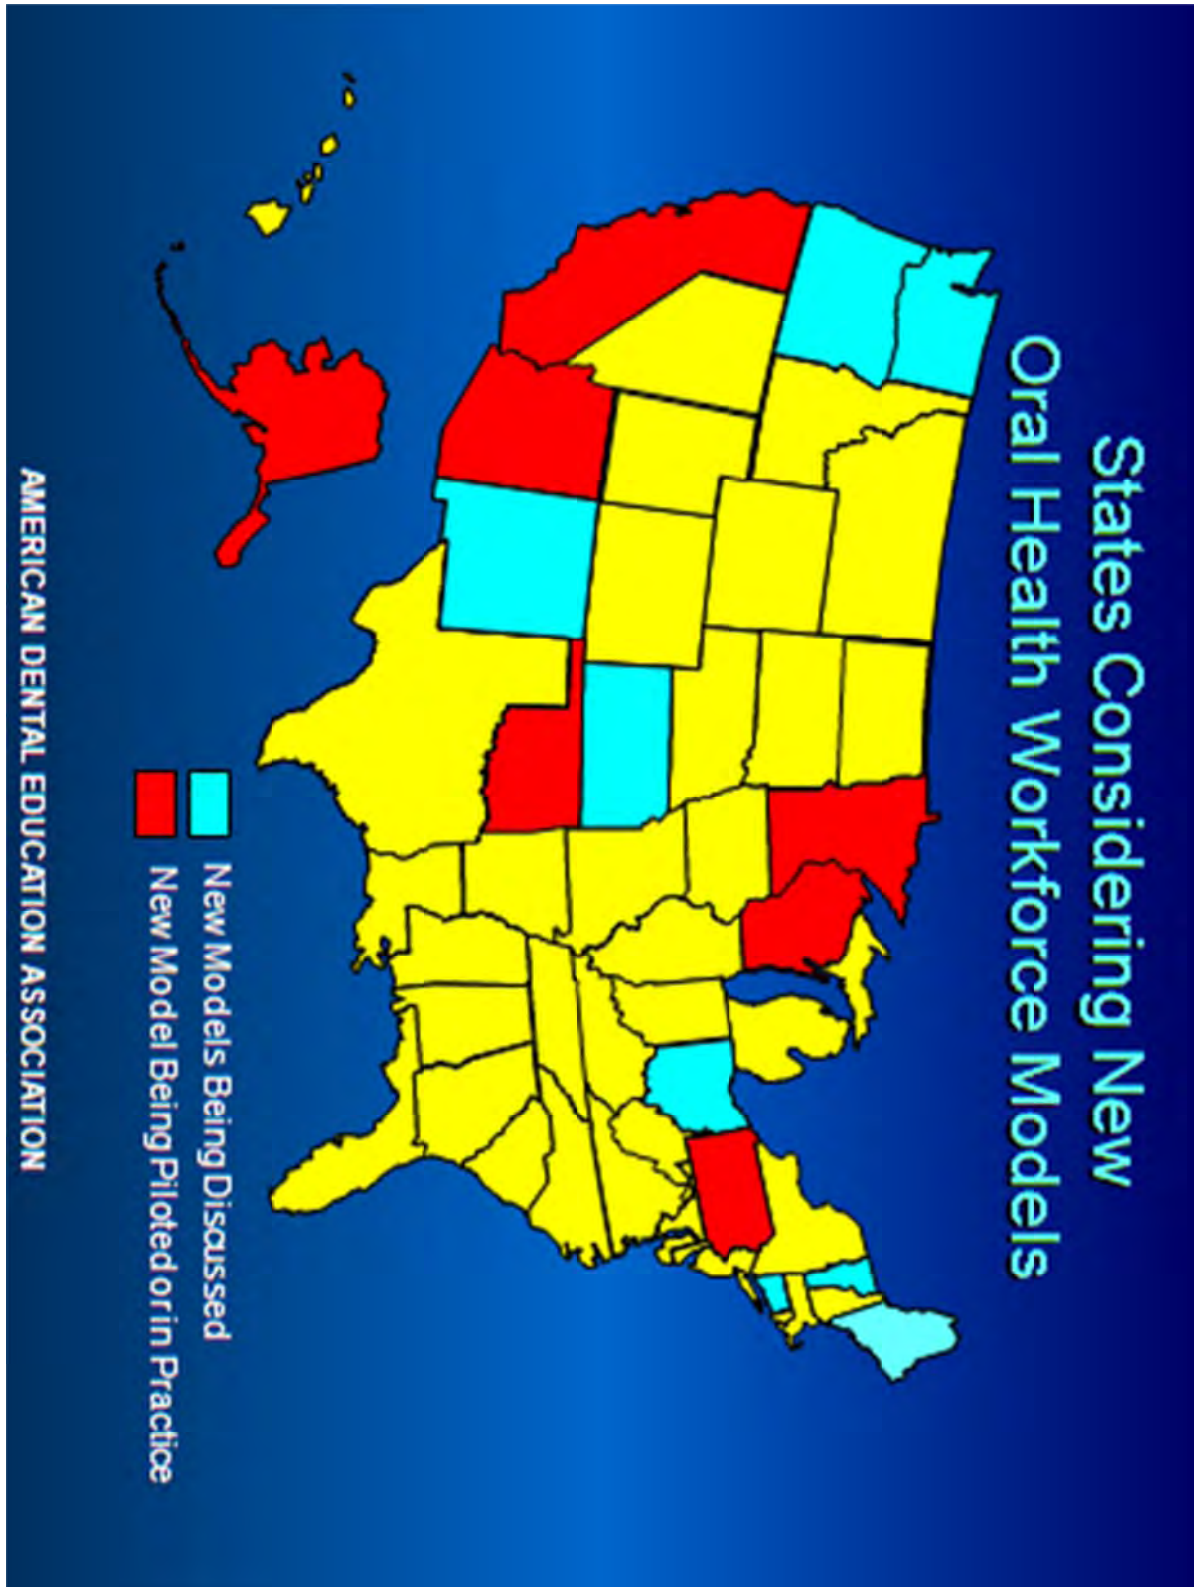 States Considering New
Oral Health Workforce Models
New Models Being Discussed
New Model Being Piloted or in Practice
AMERICAN DENTAL EDUCATION ASSOCIATION